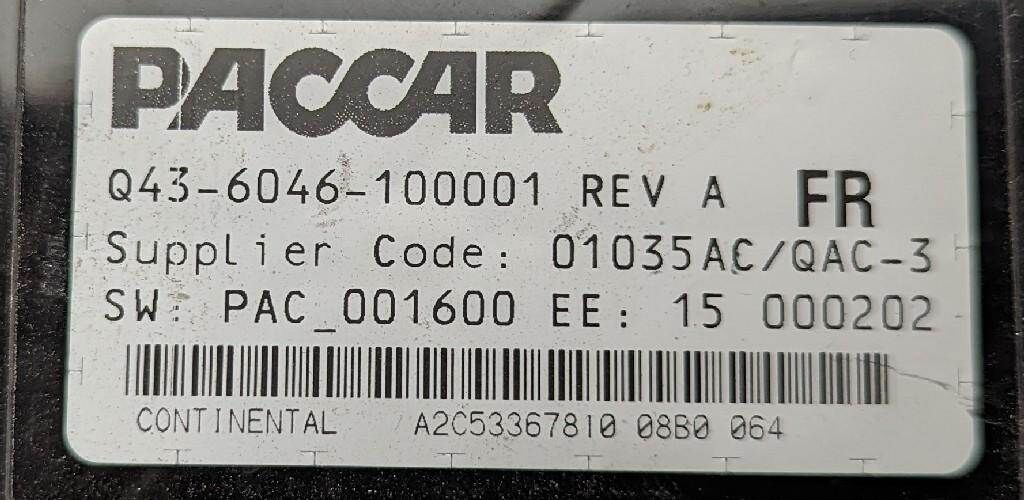 PACCAR
Q43-6046-100001 REV A FR
Supplier Code: 01035AC/QAC-3
SW: PAC_001600 EE: 15 000202
CONTINENTAL A2C53367810 08B0 064